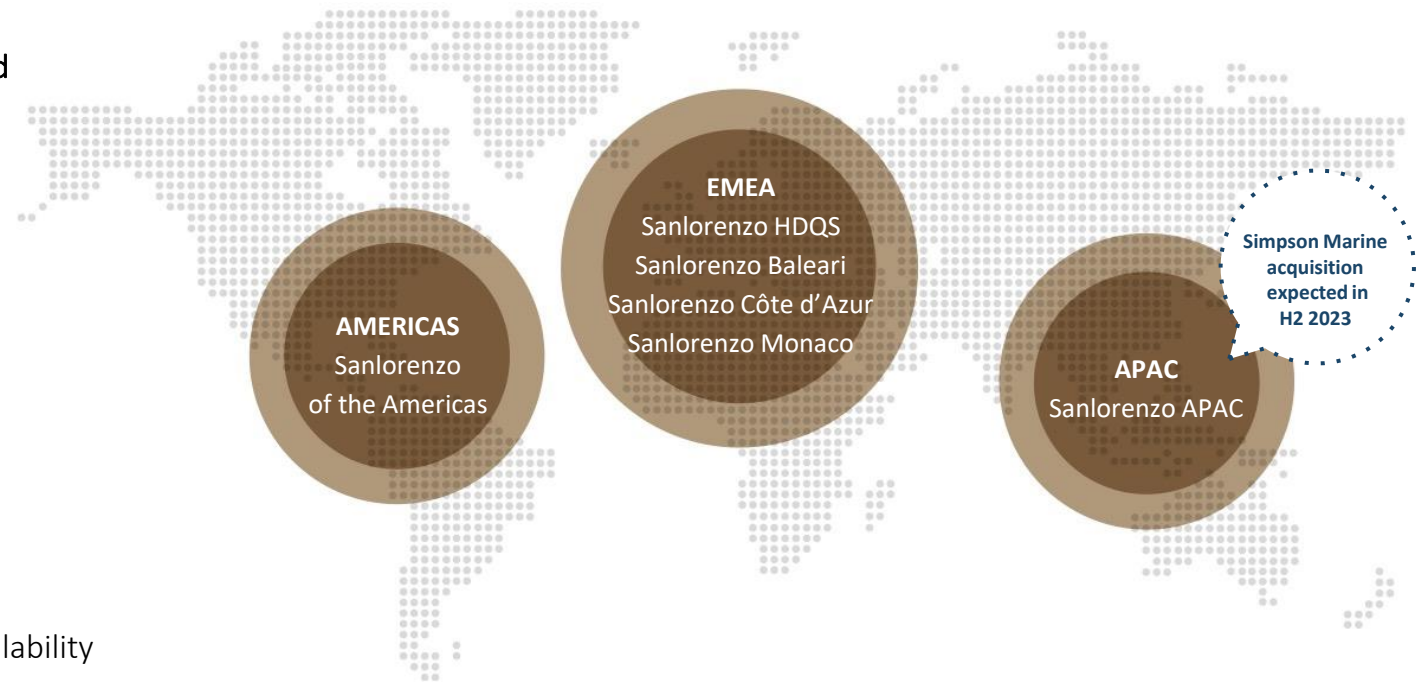 d
EMEA
Sanlorenzo HDQS
Sanlorenzo Baleari
Sanlorenzo Côte d’Azur
Sanlorenzo Monaco
AMERICAS
Sanlorenzo
of the Americas
Simpson Marine
acquisition
expected in
H2 2023
APAC
Sanlorenzo APAC
lability